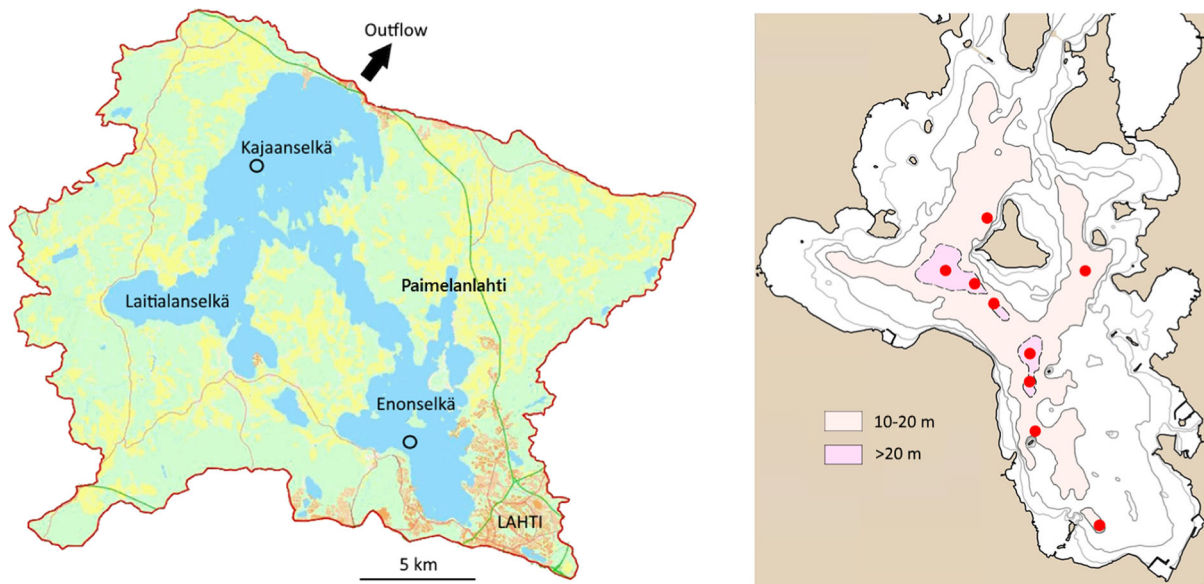 Outflow
Kajaanselkä
Laitialanselkä
Paimelanlahti
Enonselkä
LAHTI
5 km
10-20 m
>20 m